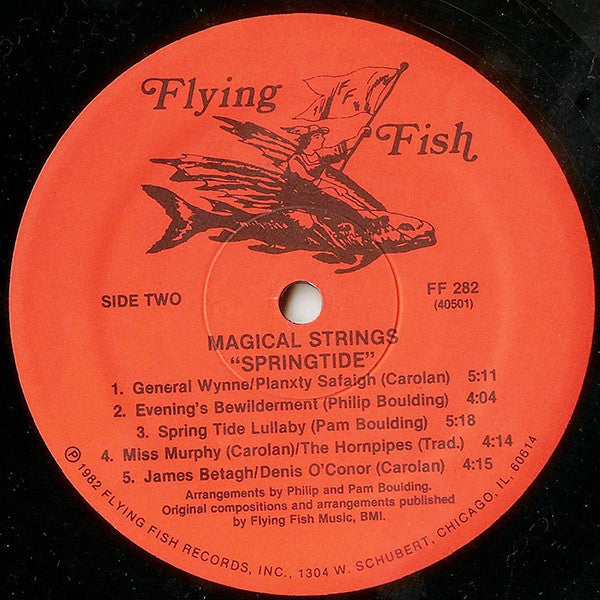 Flying
Fish
SIDE TWO
FF 282
(40501)
MAGICAL STRINGS
"SPRINGTIDE"
1. General Wynne/Planxty Safaigh (Carolan) 5:11
2. Evening's Bewilderment (Philip Boulding) 4:04
3. Spring Tide Lullaby (Pam Boulding) 5:18
4. Miss Murphy (Carolan)/The Hornpipes (Trad.) 4:14
5. James Betagh/Denis O'Conor (Carolan) 4:15
Arrangements by Philip and Pam Boulding.
Original compositions and arrangements published
by Flying Fish Music, BMI.
Ⓟ 1982 FLYING FISH RECORDS, INC., 1304 W. SCHUBERT, CHICAGO, IL, 60614